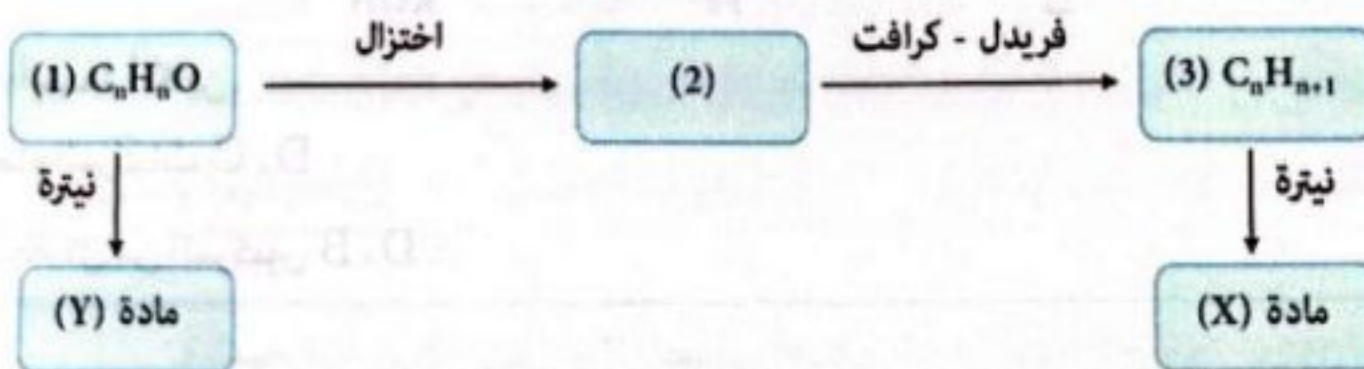 اختزال
فريدل - كرافت
(1) CₙHₙO
(2)
(3) CₙHₙ₊₁
نيترة
نيترة
مادة (Y)
مادة (X)